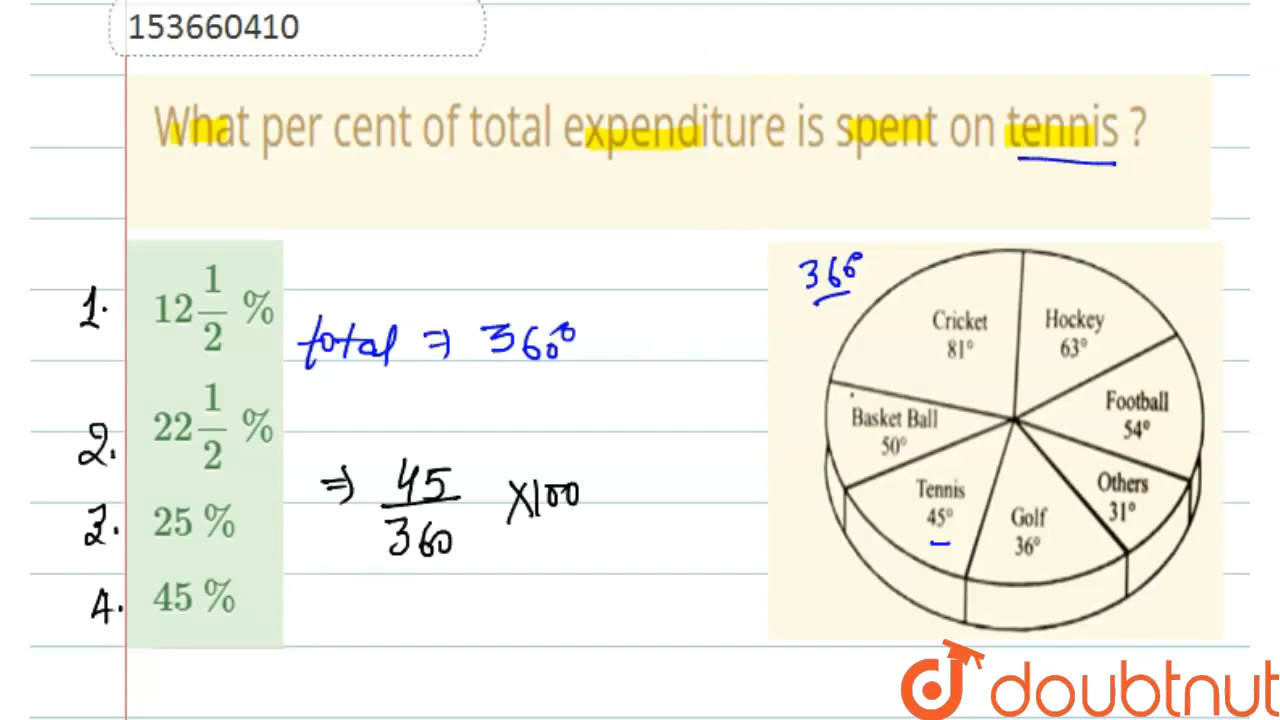 153660410
What per cent of total expenditure is spent on tennis ?
1. 12 1/2 %
total ⇒ 360°
2. 22 1/2 %
⇒ 45/360 ×100
3. 25 %
4. 45 %
360°
Cricket
81°
Hockey
63°
Football
54°
Basket Ball
50°
Others
31°
Tennis
45°
Golf
36°
doubtnut